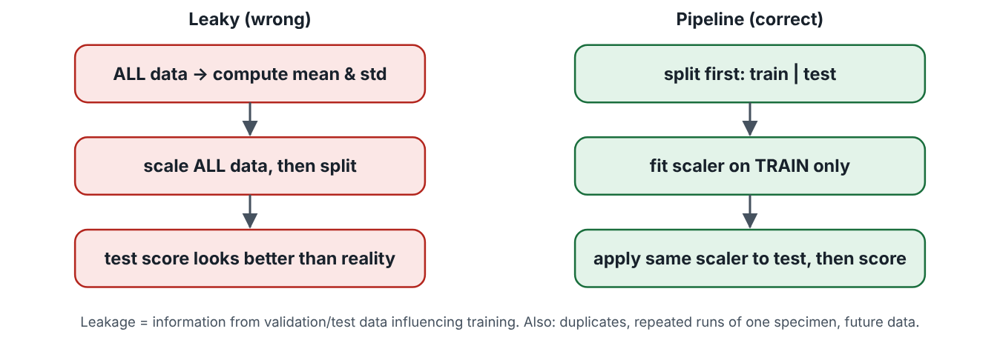 Leaky (wrong)
ALL data → compute mean & std
scale ALL data, then split
test score looks better than reality
Pipeline (correct)
split first: train | test
fit scaler on TRAIN only
apply same scaler to test, then score
Leakage = information from validation/test data influencing training. Also: duplicates, repeated runs of one specimen, future data.